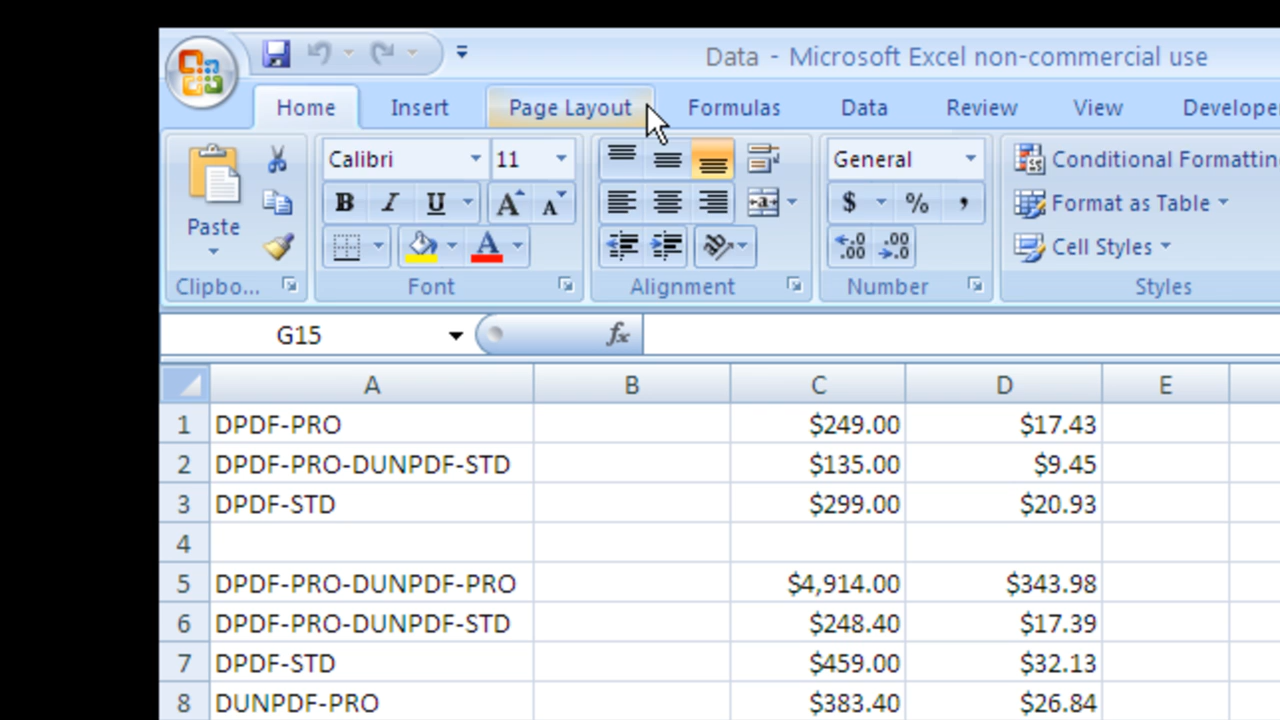 Data - Microsoft Excel non-commercial use
Home Insert Page Layout Formulas Data Review View Develope
Calibri 11 General Conditional Formattin
Paste B I U A A $ % , Format as Table
A .0 .00 .00 .0 Cell Styles
Clipbo... Font Alignment Number Styles
G15 fx
A B C D E
1 DPDF-PRO $249.00 $17.43
2 DPDF-PRO-DUNPDF-STD $135.00 $9.45
3 DPDF-STD $299.00 $20.93
4
5 DPDF-PRO-DUNPDF-PRO $4,914.00 $343.98
6 DPDF-PRO-DUNPDF-STD $248.40 $17.39
7 DPDF-STD $459.00 $32.13
8 DUNPDF-PRO $383.40 $26.84